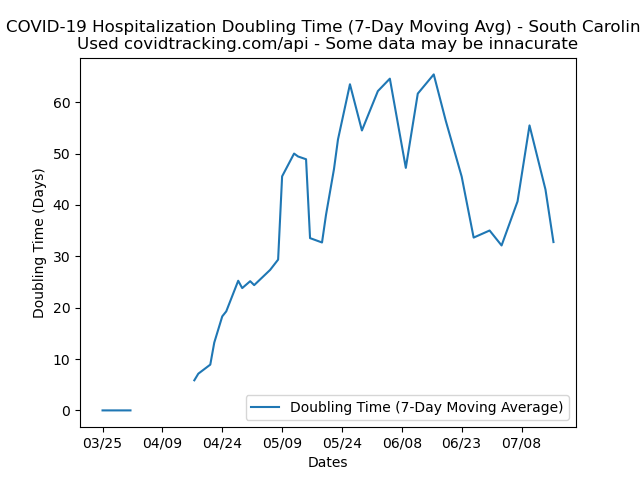 COVID-19 Hospitalization Doubling Time (7-Day Moving Avg) - South Carolin
Used covidtracking.com/api - Some data may be innacurate
Doubling Time (Days)
60
50
40
30
20
10
0
Doubling Time (7-Day Moving Average)
03/25 04/09 04/24 05/09 05/24 06/08 06/23 07/08
Dates